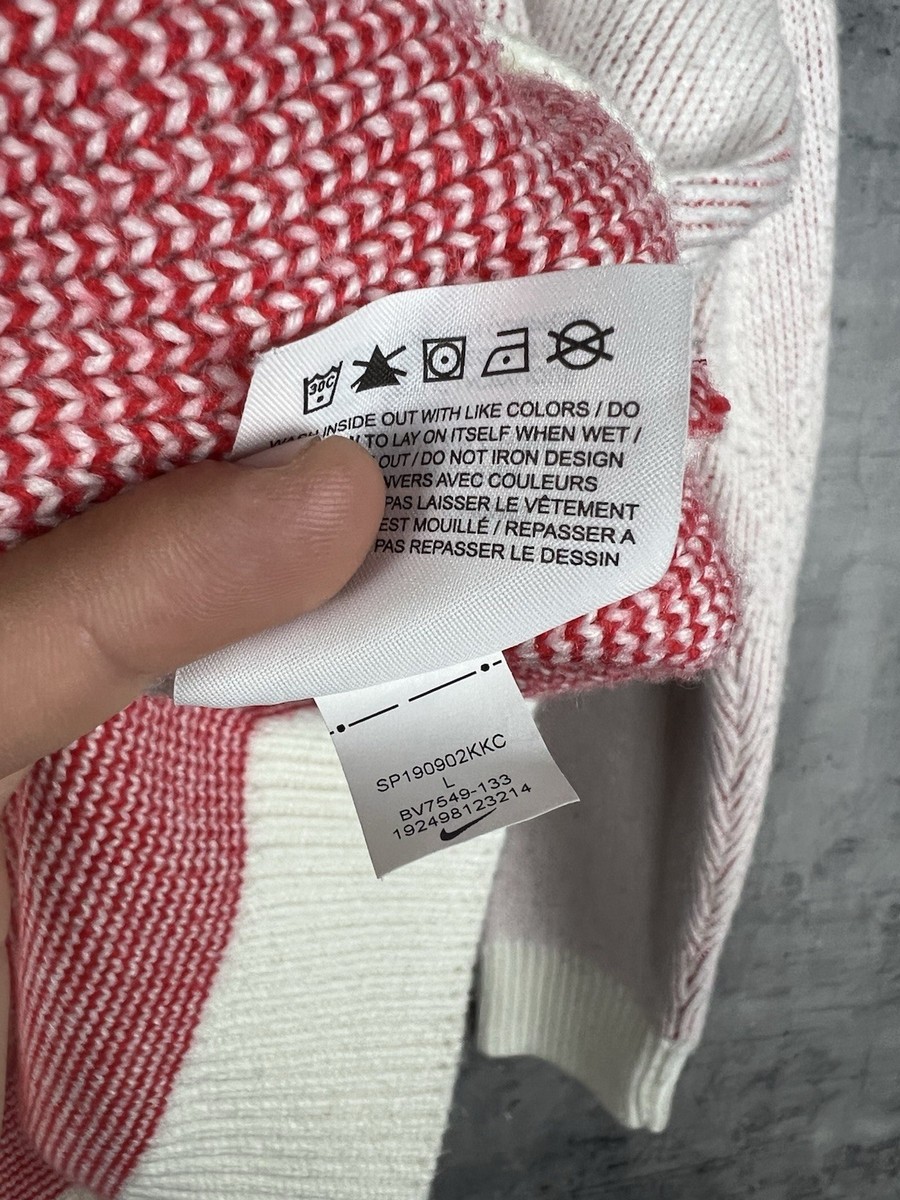 30C
WASH INSIDE OUT WITH LIKE COLORS / DO
TO LAY ON ITSELF WHEN WET /
OUT / DO NOT IRON DESIGN
AVEC COULEURS
PAS LAISSER LE VÊTEMENT
EST MOUILLÉ / REPASSER A
PAS REPASSER LE DESSIN
SP190902KKC
L
BV7549-133
192498123214